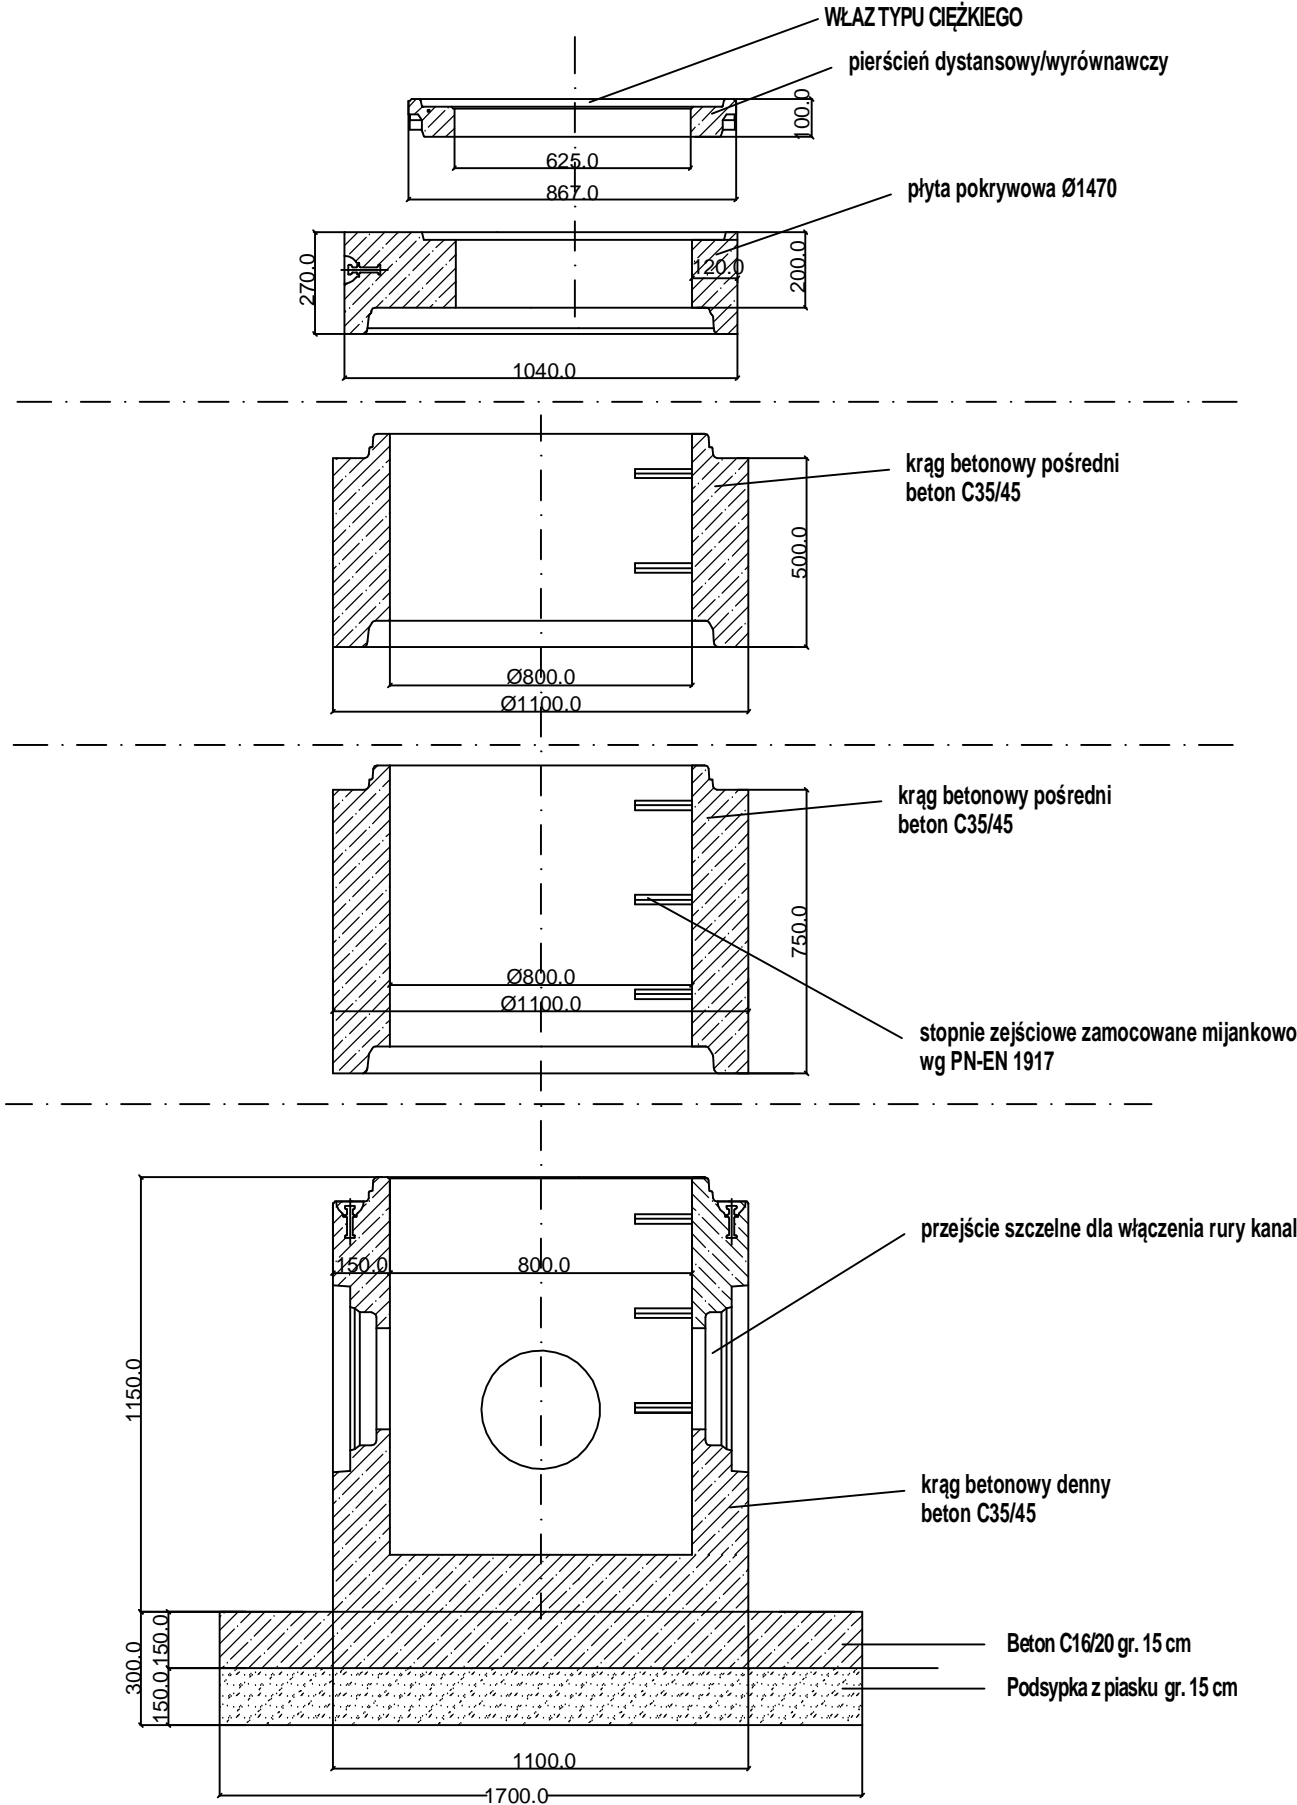 WŁAZ TYPU CIĘŻKIEGO
pierścień dystansowy/wyrównawczy
100.0
625.0
867.0
płyta pokrywowa Ø1470
270.0
120.0
200.0
1040.0
krąg betonowy pośredni
beton C35/45
500.0
Ø800.0
Ø1100.0
krąg betonowy pośredni
beton C35/45
750.0
Ø800.0
Ø1100.0
stopnie zejściowe zamocowane mijankowo
wg PN-EN 1917
przejście szczelne dla włączenia rury kanal
150.0
800.0
1150.0
krąg betonowy denny
beton C35/45
300.0
150.0
150.0
Beton C16/20 gr. 15 cm
Podsypka z piasku gr. 15 cm
1100.0
1700.0